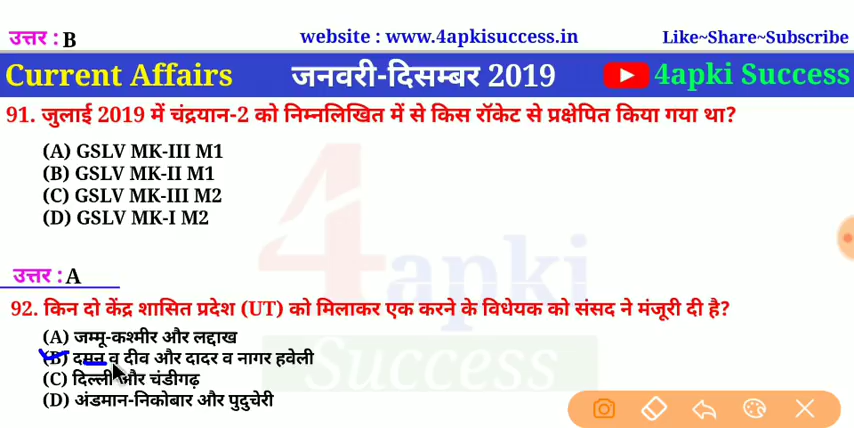 उत्तर : B website : www.4apkisuccess.in Like~Share~Subscribe
Current Affairs जनवरी-दिसम्बर 2019 4apki Success
91. जुलाई 2019 में चंद्रयान-2 को निम्नलिखित में से किस रॉकेट से प्रक्षेपित किया गया था?
(A) GSLV MK-III M1
(B) GSLV MK-II M1
(C) GSLV MK-III M2
(D) GSLV MK-I M2
4apki
Success
उत्तर : A
92. किन दो केंद्र शासित प्रदेश (UT) को मिलाकर एक करने के विधेयक को संसद ने मंजूरी दी है?
(A) जम्मू-कश्मीर और लद्दाख
(B) दमन व दीव और दादर व नागर हवेली
(C) दिल्ली और चंडीगढ़
(D) अंडमान-निकोबार और पुदुचेरी